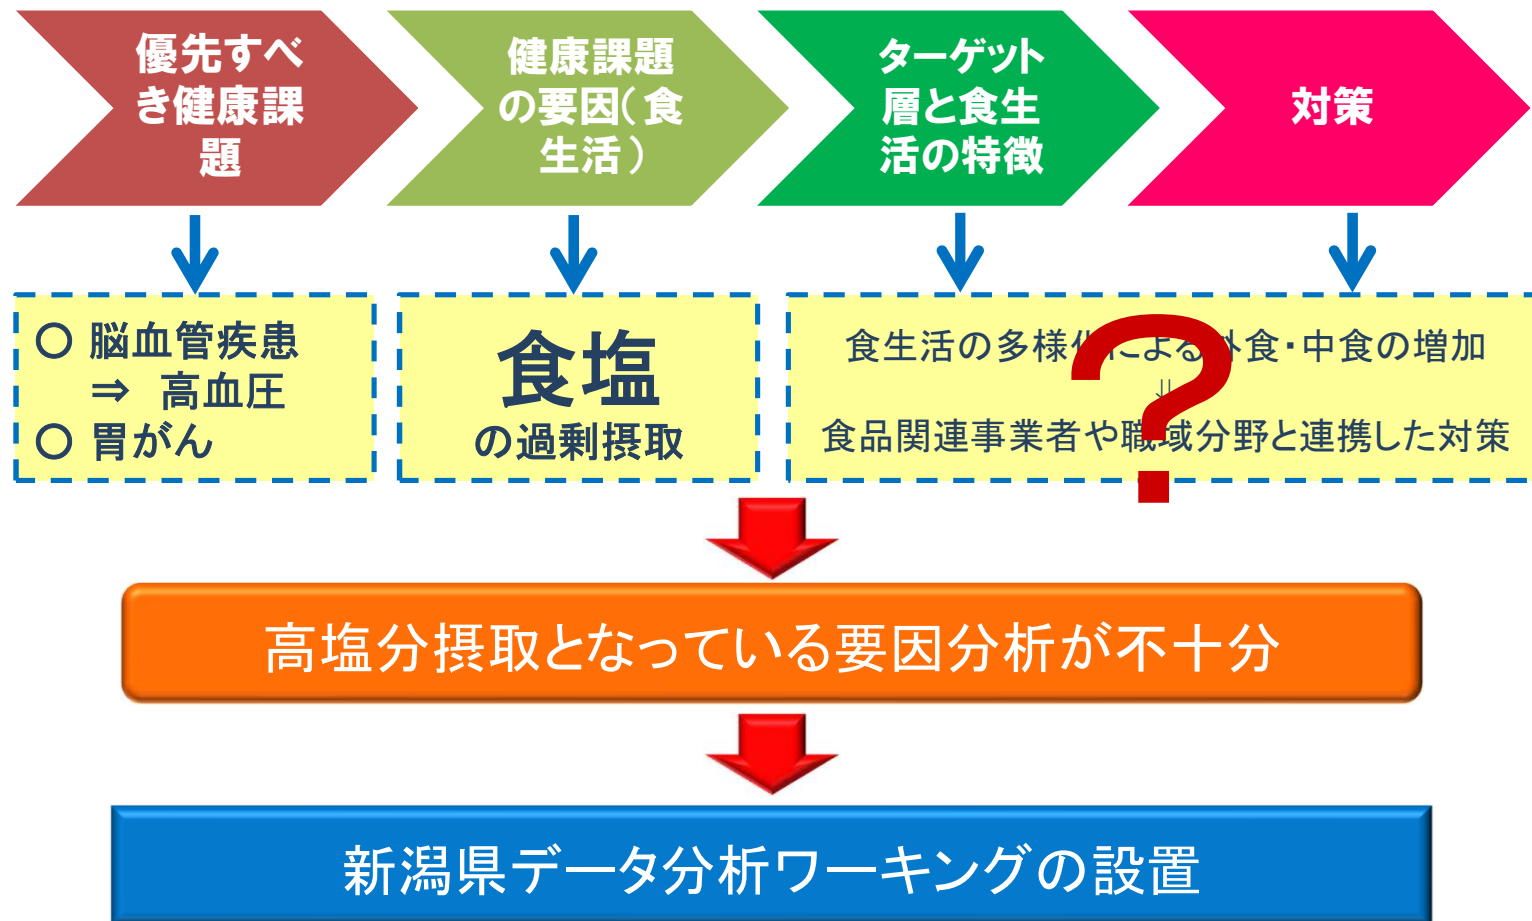 優先すべ
き健康課
題
健康課題
の要因(食
生活)
ターゲット
層と食生
活の特徴
対策
○ 脳血管疾患
⇒ 高血圧
○ 胃がん
食塩
の過剰摂取
食生活の多様化による外食・中食の増加
⇓
食品関連事業者や職域分野と連携した対策
?
高塩分摂取となっている要因分析が不十分
新潟県データ分析ワーキングの設置